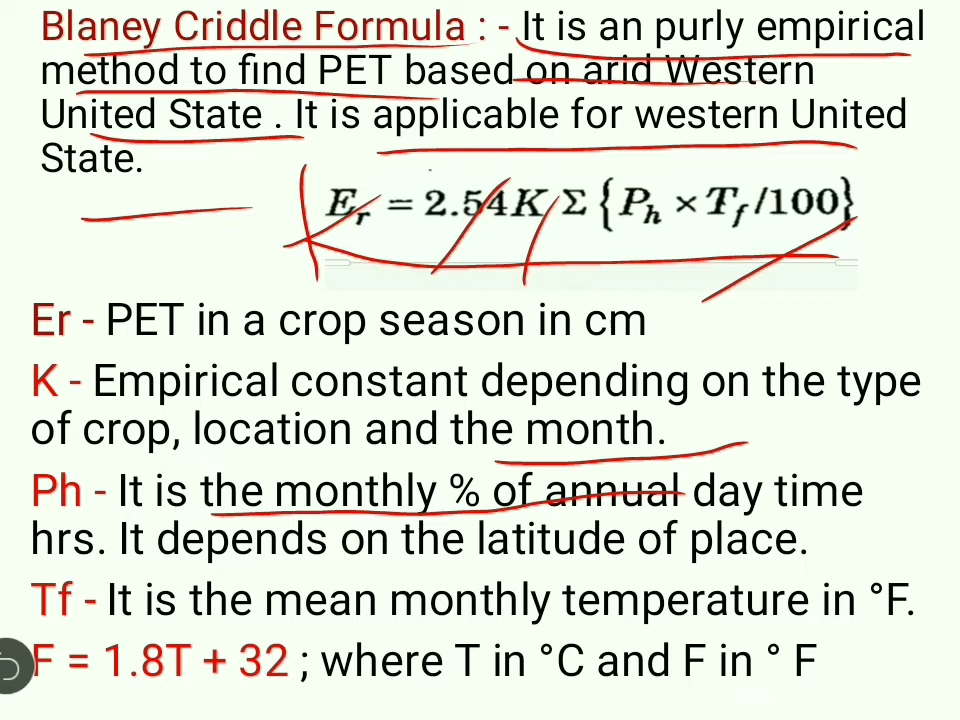 Blaney Criddle Formula : - It is an purly empirical
method to find PET based on arid Western
United State . It is applicable for western United
State.
E_r = 2.54K Σ {P_h × T_f/100}
Er - PET in a crop season in cm
K - Empirical constant depending on the type
of crop, location and the month.
Ph - It is the monthly % of annual day time
hrs. It depends on the latitude of place.
Tf - It is the mean monthly temperature in °F.
F = 1.8T + 32 ; where T in °C and F in ° F